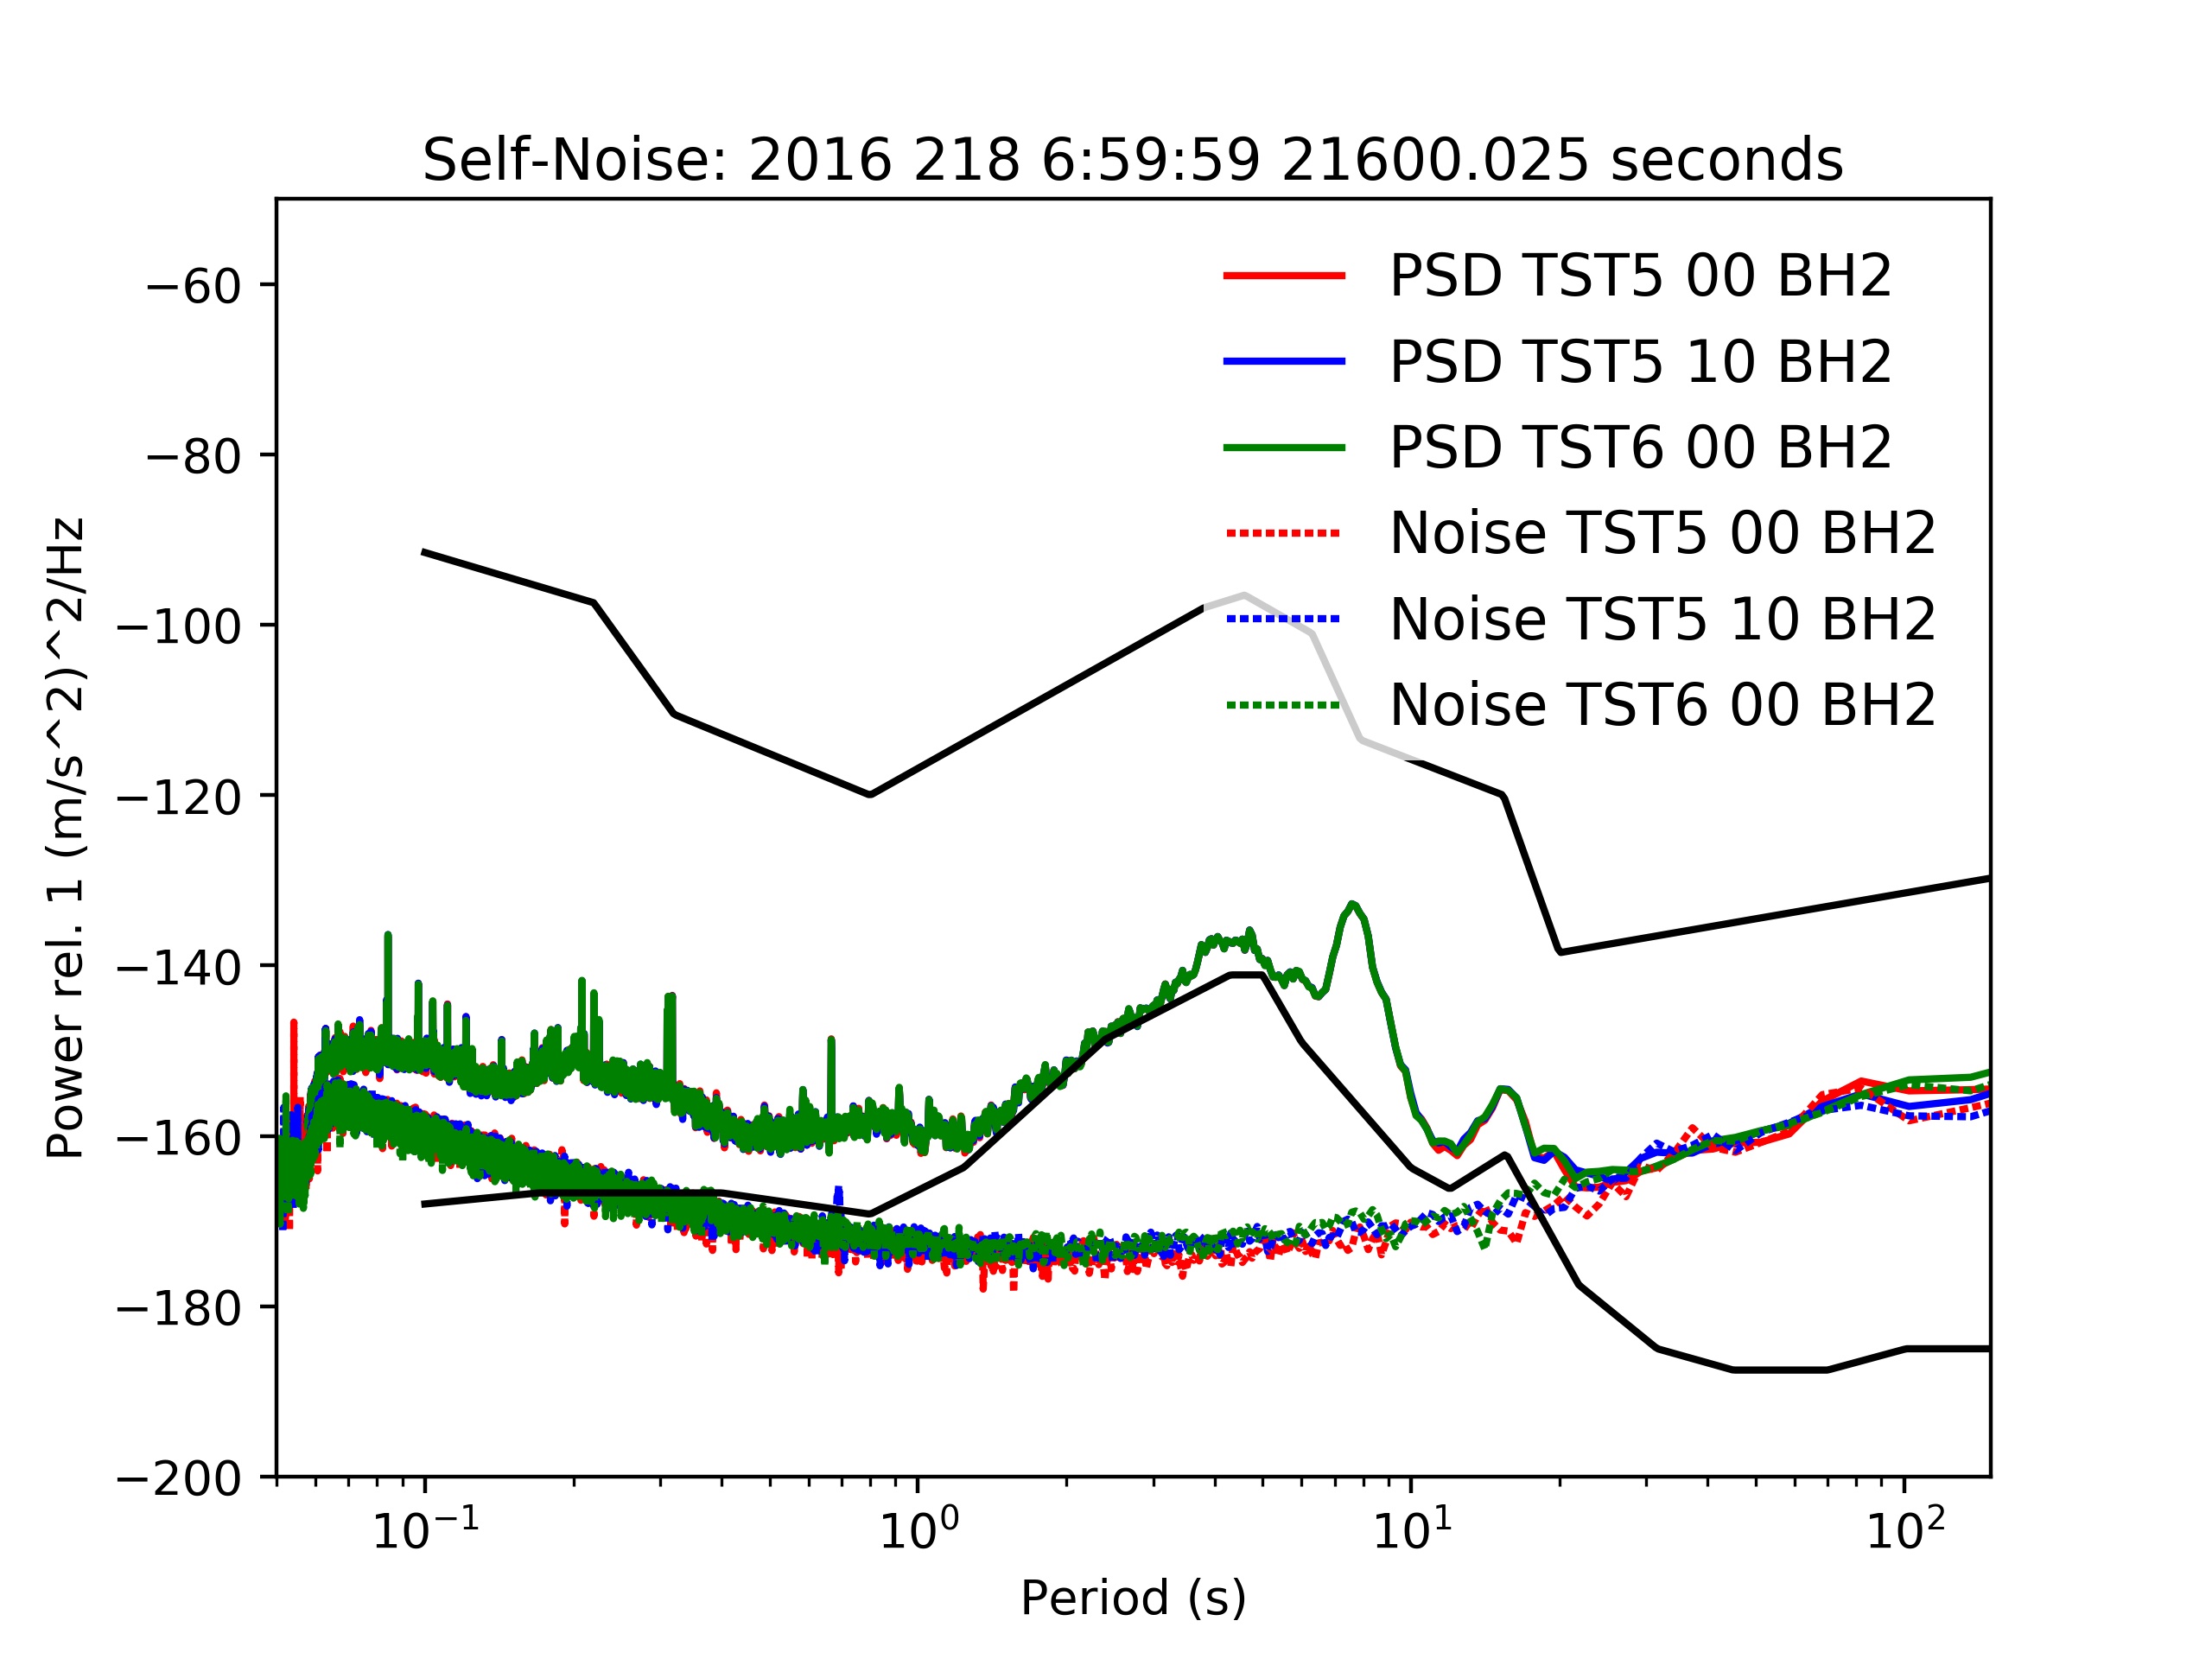 Self-Noise: 2016 218 6:59:59 21600.025 seconds
Power rel. 1 (m/s^2)^2/Hz
−60
−80
−100
−120
−140
−160
−180
−200
PSD TST5 00 BH2
PSD TST5 10 BH2
PSD TST6 00 BH2
Noise TST5 00 BH2
Noise TST5 10 BH2
Noise TST6 00 BH2
10⁻¹ 10⁰ 10¹ 10²
Period (s)